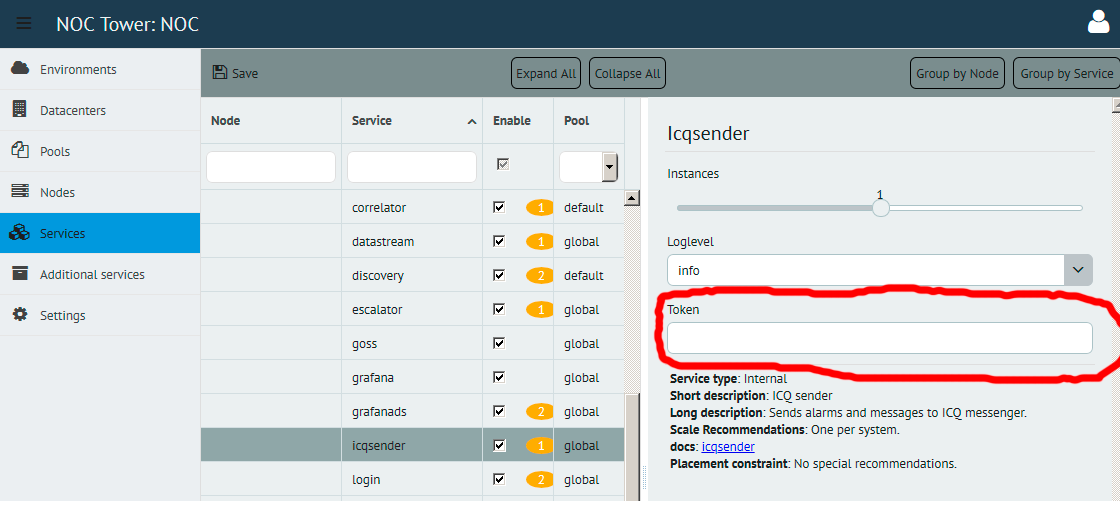 NOC Tower: NOC
Environments
Datacenters
Pools
Nodes
Services
Additional services
Settings
Save
Expand All
Collapse All
Group by Node
Group by Service
Node Service Enable Pool
correlator 1 default
datastream 1 global
discovery 2 default
escalator 1 global
goss global
grafana global
grafanads 2 global
icqsender 1 global
login 2 global
Icqsender
Instances
1
Loglevel
info
Token
Service type: Internal
Short description: ICQ sender
Long description: Sends alarms and messages to ICQ messenger.
Scale Recommendations: One per system.
docs: icqsender
Placement constraint: No special recommendations.